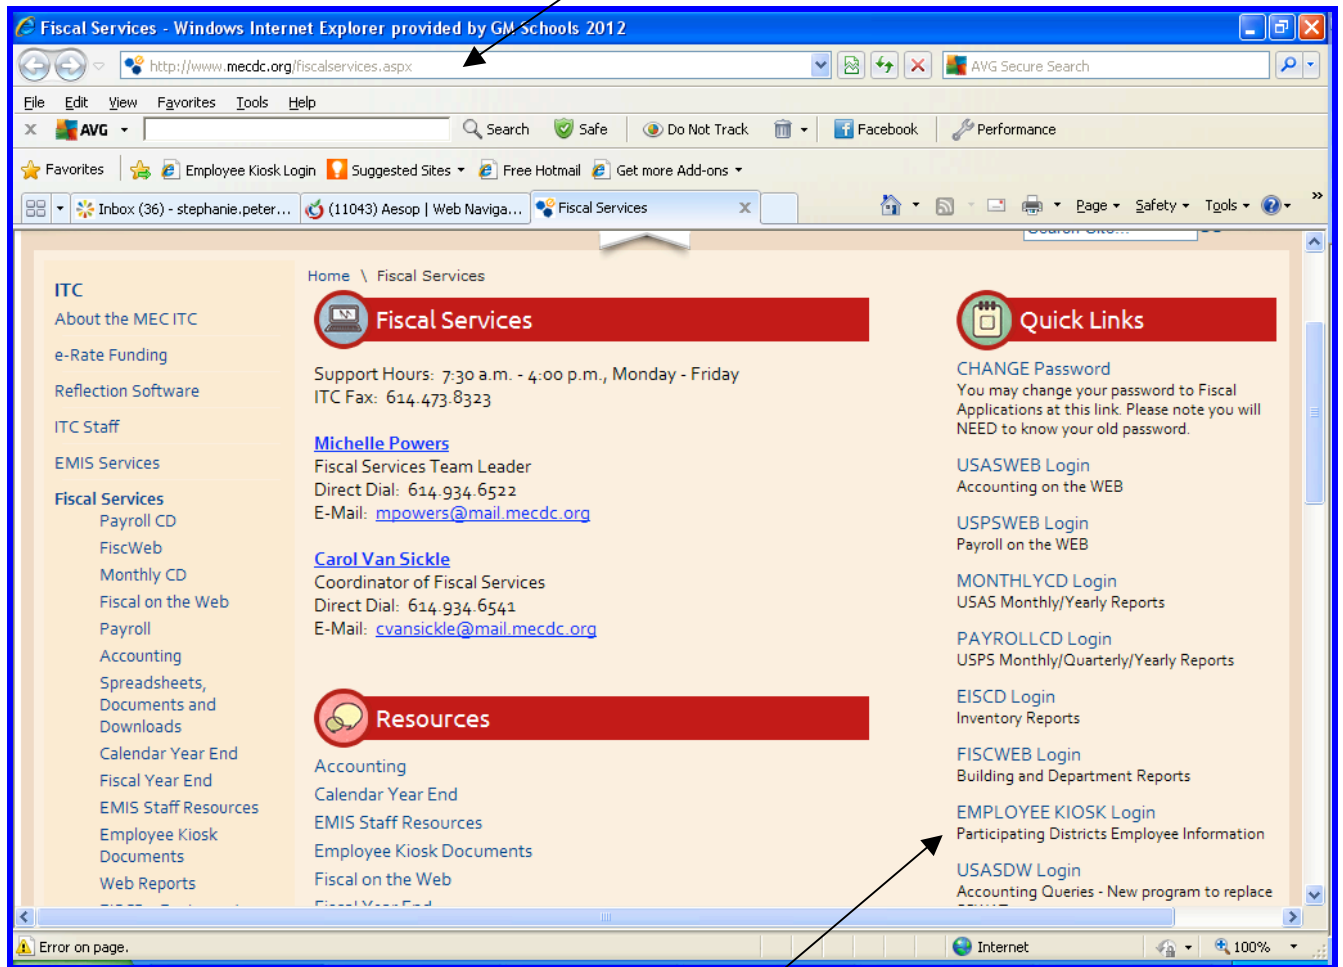 Fiscal Services - Windows Internet Explorer provided by GM Schools 2012
http://www.mecdc.org/fiscalservices.aspx
AVG Secure Search
File Edit View Favorites Tools Help
x AVG Search Safe Do Not Track Facebook Performance
Favorites Employee Kiosk Login Suggested Sites Free Hotmail Get more Add-ons
Inbox (36) - stephanie.peter... (11043) Aesop | Web Naviga... Fiscal Services X Page Safety Tools »
ITC
About the MEC ITC
e-Rate Funding
Reflection Software
ITC Staff
EMIS Services
Fiscal Services
Payroll CD
FiscWeb
Monthly CD
Fiscal on the Web
Payroll
Accounting
Spreadsheets,
Documents and
Downloads
Calendar Year End
Fiscal Year End
EMIS Staff Resources
Employee Kiosk
Documents
Web Reports
Home \ Fiscal Services
Fiscal Services
Support Hours: 7:30 a.m. - 4:00 p.m., Monday - Friday
ITC Fax: 614.473.8323
Michelle Powers
Fiscal Services Team Leader
Direct Dial: 614.934.6522
E-Mail: mpowers@mail.mecdc.org
Carol Van Sickle
Coordinator of Fiscal Services
Direct Dial: 614.934.6541
E-Mail: cvansickle@mail.mecdc.org
Resources
Accounting
Calendar Year End
EMIS Staff Resources
Employee Kiosk Documents
Fiscal on the Web
Fiscal Year End
Search Site...
Quick Links
CHANGE Password
You may change your password to Fiscal
Applications at this link. Please note you will
NEED to know your old password.
USASWEB Login
Accounting on the WEB
USPSWEB Login
Payroll on the WEB
MONTHLYCD Login
USAS Monthly/Yearly Reports
PAYROLLCD Login
USPS Monthly/Quarterly/Yearly Reports
EISCD Login
Inventory Reports
FISCWEB Login
Building and Department Reports
EMPLOYEE KIOSK Login
Participating Districts Employee Information
USASDW Login
Accounting Queries - New program to replace
Error on page. Internet 100%